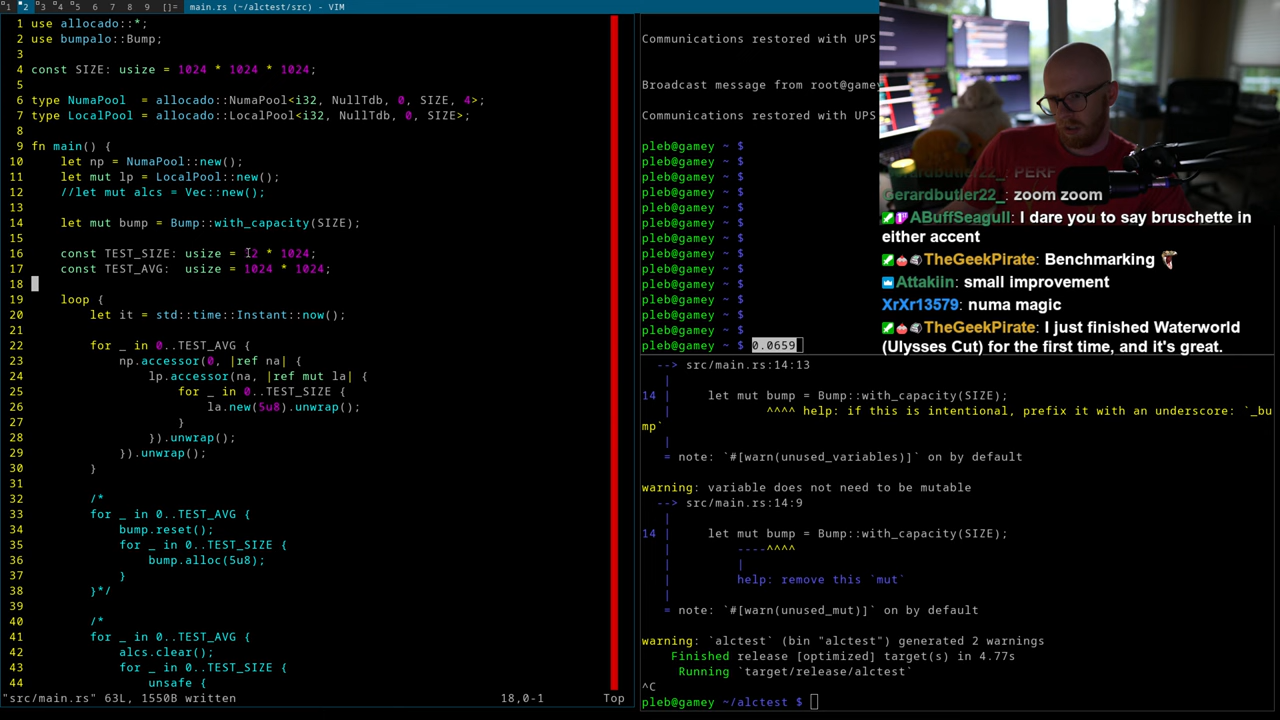 1 2 3 4 5 6 7 8 9 []= main.rs (~/alctest/src) - VIM
1 use allocado::*;
2 use bumpalo::Bump;
3
4 const SIZE: usize = 1024 * 1024 * 1024;
5
6 type NumaPool  = allocado::NumaPool<i32, NullTdb, 0, SIZE, 4>;
7 type LocalPool = allocado::LocalPool<i32, NullTdb, 0, SIZE>;
8
9 fn main() {
10     let np = NumaPool::new();
11     let mut lp = LocalPool::new();
12     //let mut alcs = Vec::new();
13
14     let mut bump = Bump::with_capacity(SIZE);
15
16     const TEST_SIZE: usize = 12 * 1024;
17     const TEST_AVG:  usize = 1024 * 1024;
18
19     loop {
20         let it = std::time::Instant::now();
21
22         for _ in 0..TEST_AVG {
23             np.accessor(0, |ref na| {
24                 lp.accessor(na, |ref mut la| {
25                     for _ in 0..TEST_SIZE {
26                         la.new(5u8).unwrap();
27                     }
28                 }).unwrap();
29             }).unwrap();
30         }
31
32         /*
33         for _ in 0..TEST_AVG {
34             bump.reset();
35             for _ in 0..TEST_SIZE {
36                 bump.alloc(5u8);
37             }
38         }*/
39
40         /*
41         for _ in 0..TEST_AVG {
42             alcs.clear();
43             for _ in 0..TEST_SIZE {
44                 unsafe {
"src/main.rs" 63L, 1550B written 18,0-1 Top
Communications restored with UPS
Broadcast message from root@gamey
Communications restored with UPS
pleb@gamey ~ $
pleb@gamey ~ $
pleb@gamey ~ $
pleb@gamey ~ $
pleb@gamey ~ $
pleb@gamey ~ $
pleb@gamey ~ $
pleb@gamey ~ $
pleb@gamey ~ $
pleb@gamey ~ $
pleb@gamey ~ $
pleb@gamey ~ $
pleb@gamey ~ $
pleb@gamey ~ $ 0.0659
--> src/main.rs:14:13
|
14 |     let mut bump = Bump::with_capacity(SIZE);
|             ^^^^ help: if this is intentional, prefix it with an underscore: `_bu
mp`
|
= note: `#[warn(unused_variables)]` on by default
warning: variable does not need to be mutable
--> src/main.rs:14:9
|
14 |     let mut bump = Bump::with_capacity(SIZE);
|         ----^^^^
|         |
|         help: remove this `mut`
|
= note: `#[warn(unused_mut)]` on by default
warning: `alctest` (bin "alctest") generated 2 warnings
Finished release [optimized] target(s) in 4.77s
Running `target/release/alctest`
^C
pleb@gamey ~/alctest $
gerardbutler22_: PERF
gerardbutler22_: zoom zoom
ABuffSeagull: I dare you to say bruschette in
either accent
TheGeekPirate: Benchmarking
Attakiin: small improvement
XrXr13579: numa magic
TheGeekPirate: I just finished Waterworld
(Ulysses Cut) for the first time, and it's great.